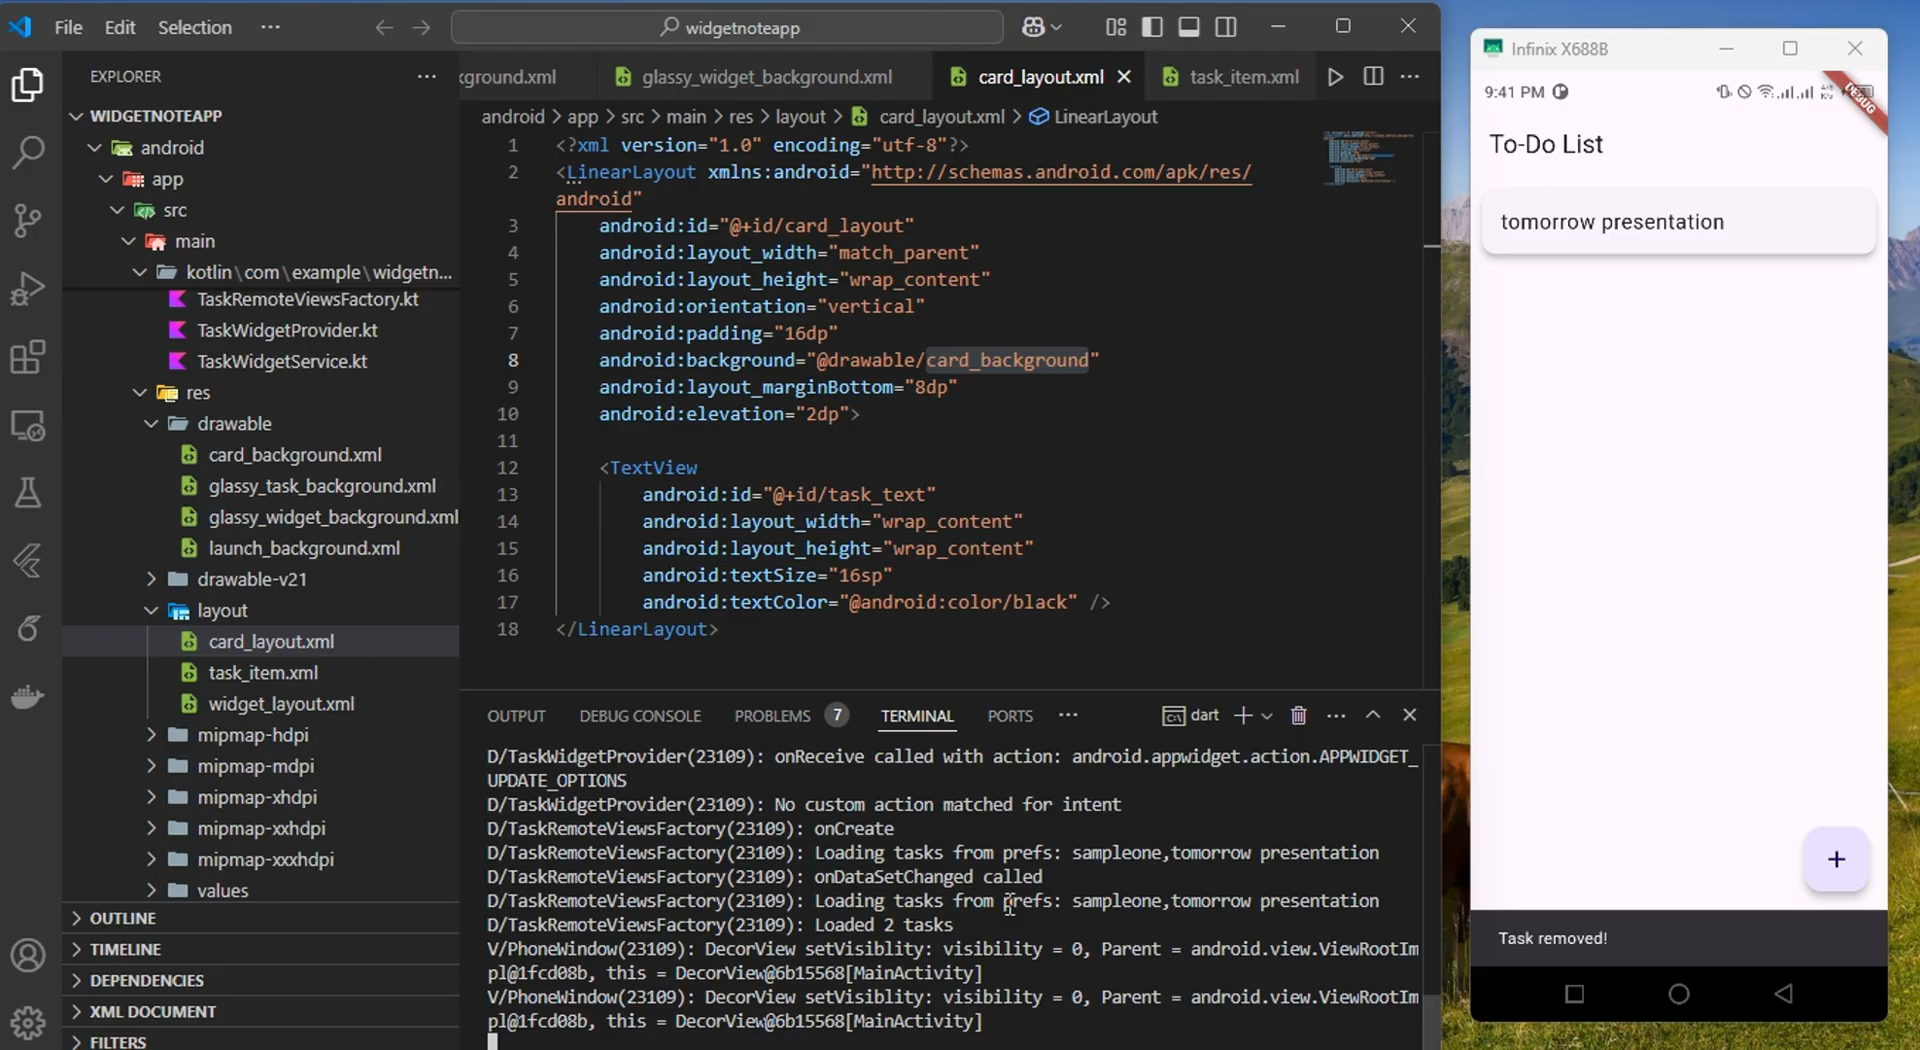 File Edit Selection ···
widgetnoteapp
Infinix X688B
EXPLORER ···
WIDGETNOTEAPP
android
app
src
main
kotlin\com\example\widgetn...
TaskRemoteViewsFactory.kt
TaskWidgetProvider.kt
TaskWidgetService.kt
res
drawable
card_background.xml
glassy_task_background.xml
glassy_widget_background.xml
launch_background.xml
drawable-v21
layout
card_layout.xml
task_item.xml
widget_layout.xml
mipmap-hdpi
mipmap-mdpi
mipmap-xhdpi
mipmap-xxhdpi
mipmap-xxxhdpi
values
OUTLINE
TIMELINE
DEPENDENCIES
XML DOCUMENT
FILTERS
ground.xml glassy_widget_background.xml card_layout.xml task_item.xml
android > app > src > main > res > layout > card_layout.xml > LinearLayout
1 <?xml version="1.0" encoding="utf-8"?>
2 <LinearLayout xmlns:android="http://schemas.android.com/apk/res/
android"
3 android:id="@+id/card_layout"
4 android:layout_width="match_parent"
5 android:layout_height="wrap_content"
6 android:orientation="vertical"
7 android:padding="16dp"
8 android:background="@drawable/card_background"
9 android:layout_marginBottom="8dp"
10 android:elevation="2dp">
11
12 <TextView
13 android:id="@+id/task_text"
14 android:layout_width="wrap_content"
15 android:layout_height="wrap_content"
16 android:textSize="16sp"
17 android:textColor="@android:color/black" />
18 </LinearLayout>
OUTPUT DEBUG CONSOLE PROBLEMS 7 TERMINAL PORTS ··· dart
D/TaskWidgetProvider(23109): onReceive called with action: android.appwidget.action.APPWIDGET_
UPDATE_OPTIONS
D/TaskWidgetProvider(23109): No custom action matched for intent
D/TaskRemoteViewsFactory(23109): onCreate
D/TaskRemoteViewsFactory(23109): Loading tasks from prefs: sampleone,tomorrow presentation
D/TaskRemoteViewsFactory(23109): onDataSetChanged called
D/TaskRemoteViewsFactory(23109): Loading tasks from prefs: sampleone,tomorrow presentation
D/TaskRemoteViewsFactory(23109): Loaded 2 tasks
V/PhoneWindow(23109): DecorView setVisiblity: visibility = 0, Parent = android.view.ViewRootIm
pl@1fcd08b, this = DecorView@6b15568[MainActivity]
V/PhoneWindow(23109): DecorView setVisiblity: visibility = 0, Parent = android.view.ViewRootIm
pl@1fcd08b, this = DecorView@6b15568[MainActivity]
9:41 PM
DEBUG
To-Do List
tomorrow presentation
+
Task removed!